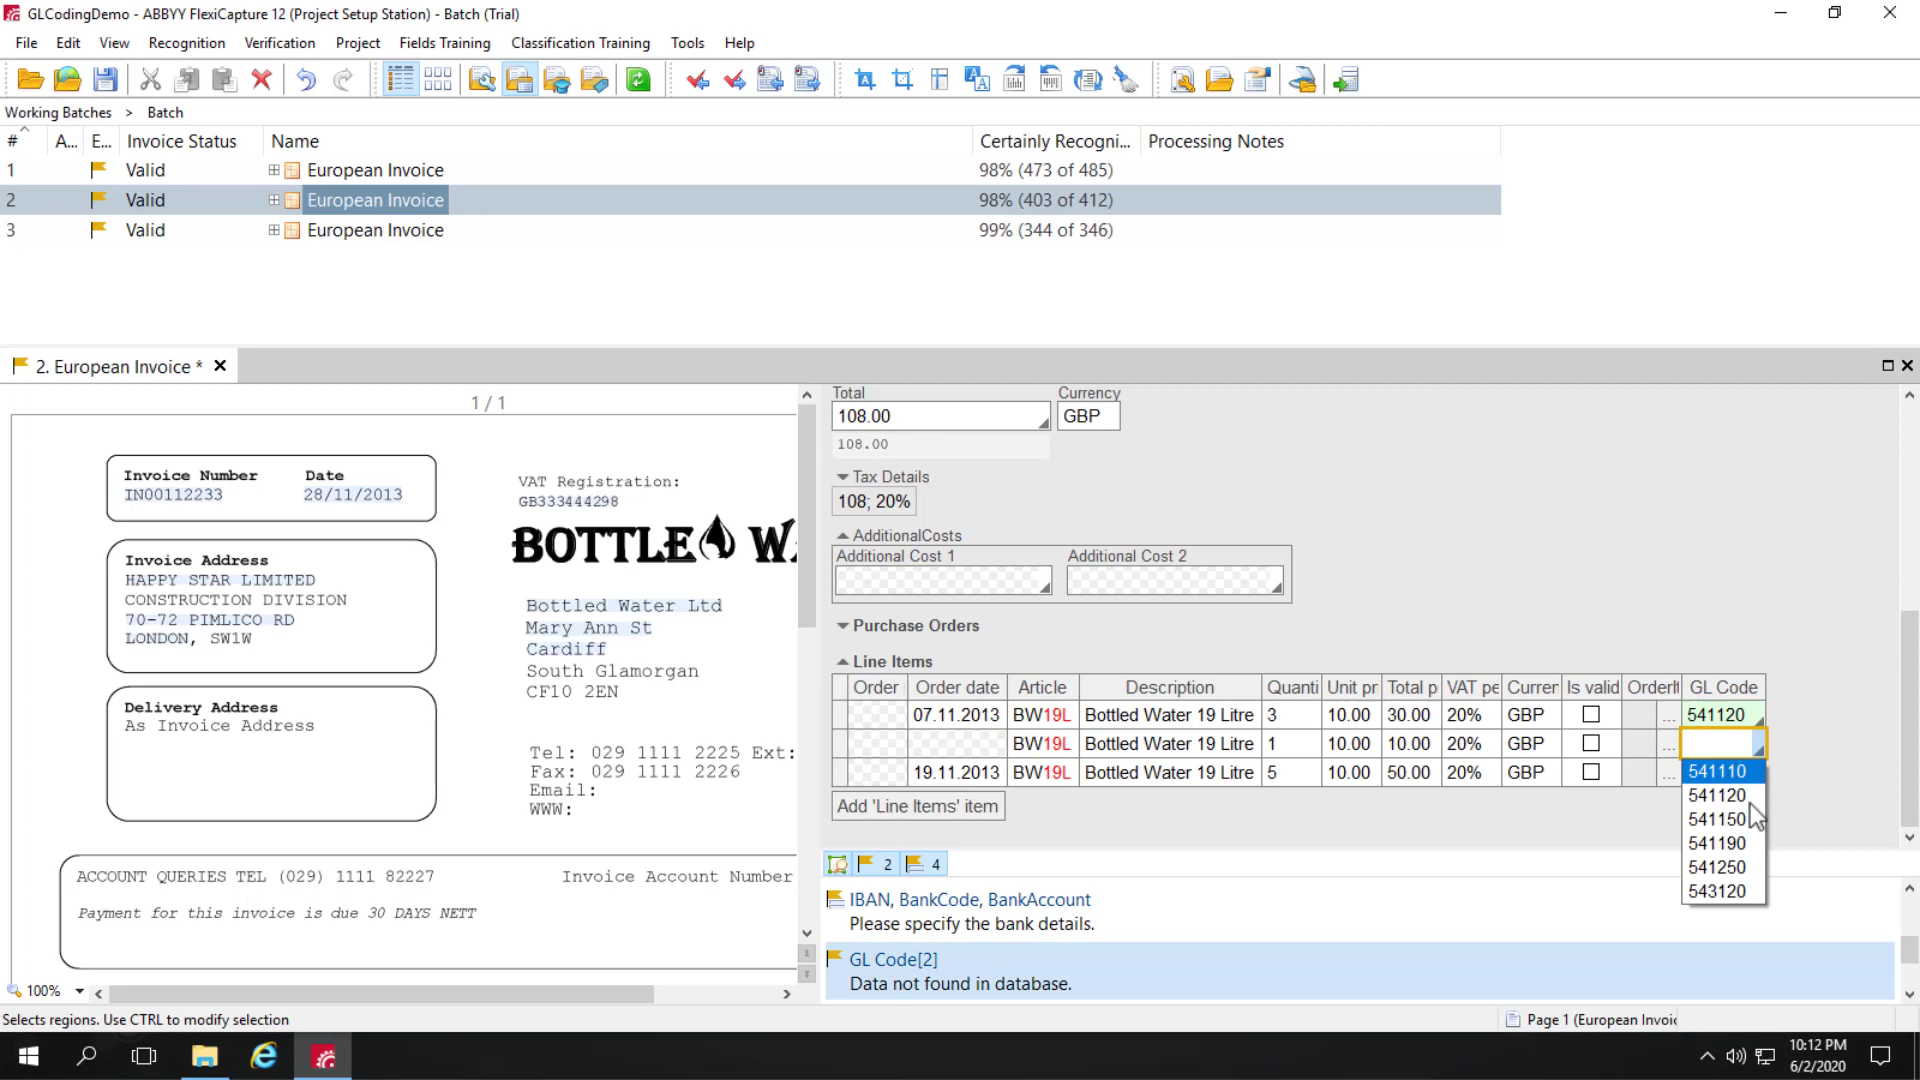 GLCodingDemo - ABBYY FlexiCapture 12 (Project Setup Station) - Batch (Trial)
File Edit View Recognition Verification Project Fields Training Classification Training Tools Help
Working Batches > Batch
# A... E... Invoice Status Name Certainly Recogni... Processing Notes
1 Valid European Invoice 98% (473 of 485)
2 Valid European Invoice 98% (403 of 412)
3 Valid European Invoice 99% (344 of 346)
2. European Invoice *
1 / 1
Invoice Number Date
IN00112233 28/11/2013
Invoice Address
HAPPY STAR LIMITED
CONSTRUCTION DIVISION
70-72 PIMLICO RD
LONDON, SW1W
Delivery Address
As Invoice Address
VAT Registration:
GB333444298
BOTTLE WA
Bottled Water Ltd
Mary Ann St
Cardiff
South Glamorgan
CF10 2EN
Tel: 029 1111 2225 Ext:
Fax: 029 1111 2226
Email:
WWW:
ACCOUNT QUERIES TEL (029) 1111 82227 Invoice Account Number
Payment for this invoice is due 30 DAYS NETT
100%
Total Currency
108.00 GBP
108.00
Tax Details
108; 20%
AdditionalCosts
Additional Cost 1 Additional Cost 2
Purchase Orders
Line Items
Order Order date Article Description Quanti Unit pr Total p VAT pe Currer Is valid OrderIt GL Code
07.11.2013 BW19L Bottled Water 19 Litre 3 10.00 30.00 20% GBP ... 541120
BW19L Bottled Water 19 Litre 1 10.00 10.00 20% GBP ...
19.11.2013 BW19L Bottled Water 19 Litre 5 10.00 50.00 20% GBP ...
541110
541120
541150
541190
541250
543120
Add 'Line Items' item
2 4
IBAN, BankCode, BankAccount
Please specify the bank details.
GL Code[2]
Data not found in database.
Selects regions. Use CTRL to modify selection
Page 1 (European Invoic
10:12 PM
6/2/2020